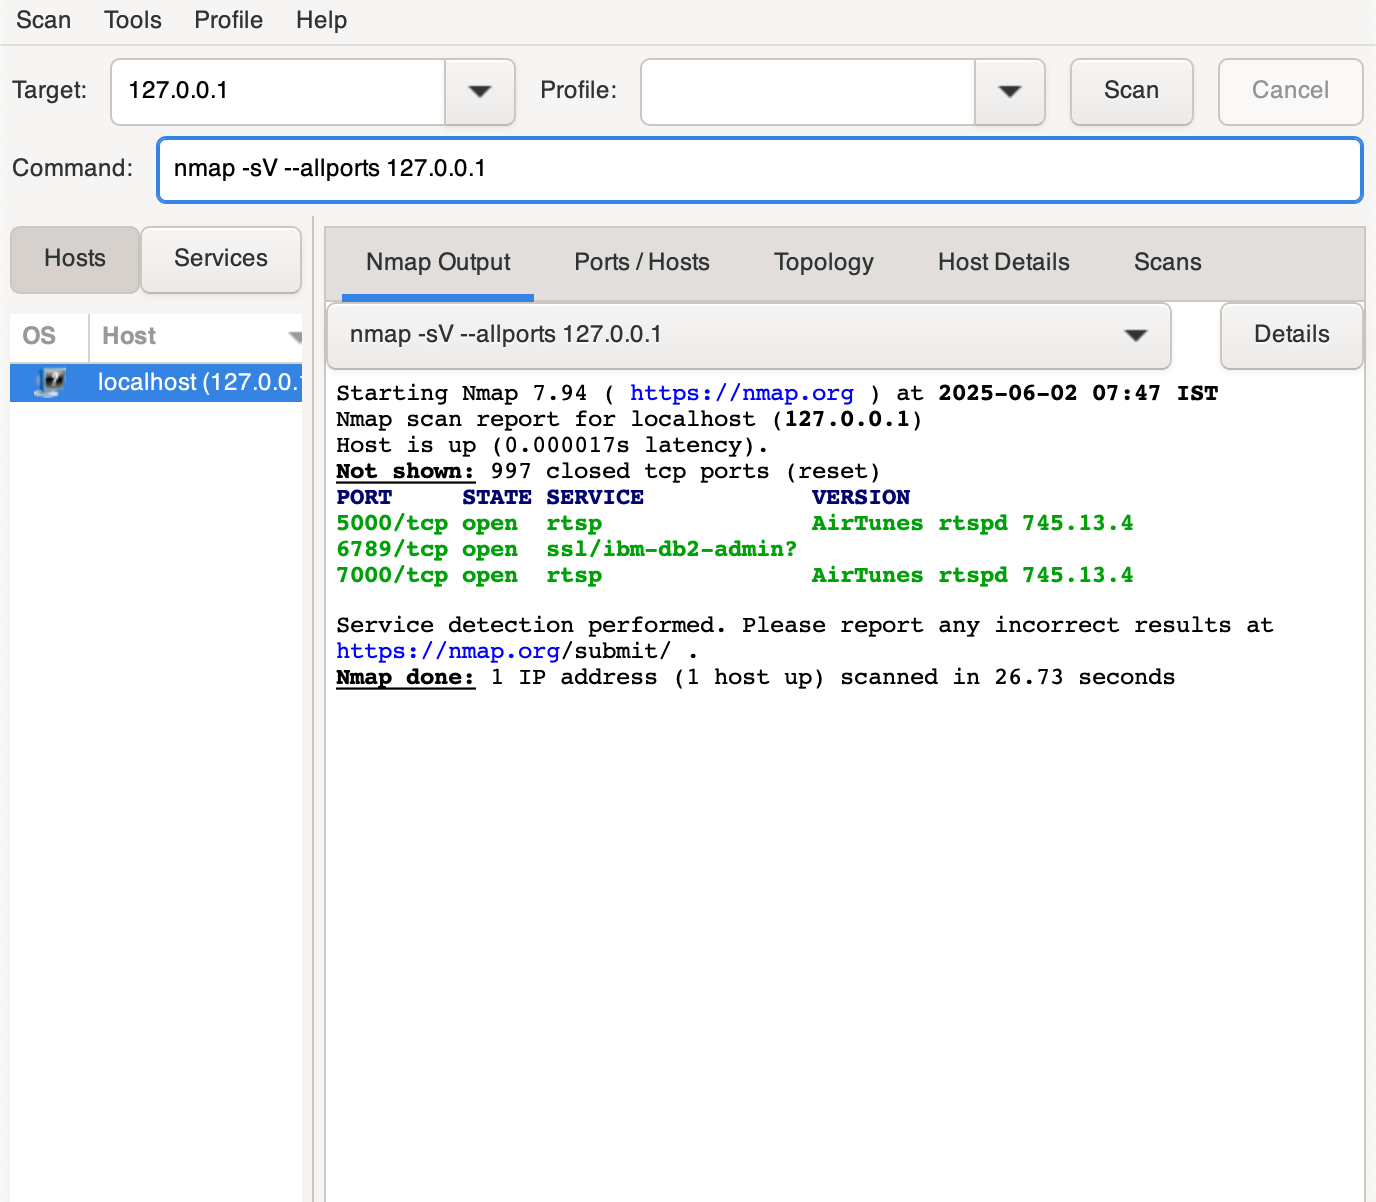 Scan Tools Profile Help
Target: 127.0.0.1 Profile: Scan Cancel
Command: nmap -sV --allports 127.0.0.1
Hosts Services
Nmap Output Ports / Hosts Topology Host Details Scans
OS Host
localhost (127.0.0.
nmap -sV --allports 127.0.0.1 Details
Starting Nmap 7.94 ( https://nmap.org ) at 2025-06-02 07:47 IST
Nmap scan report for localhost (127.0.0.1)
Host is up (0.000017s latency).
Not shown: 997 closed tcp ports (reset)
PORT STATE SERVICE VERSION
5000/tcp open rtsp AirTunes rtspd 745.13.4
6789/tcp open ssl/ibm-db2-admin?
7000/tcp open rtsp AirTunes rtspd 745.13.4
Service detection performed. Please report any incorrect results at
https://nmap.org/submit/ .
Nmap done: 1 IP address (1 host up) scanned in 26.73 seconds